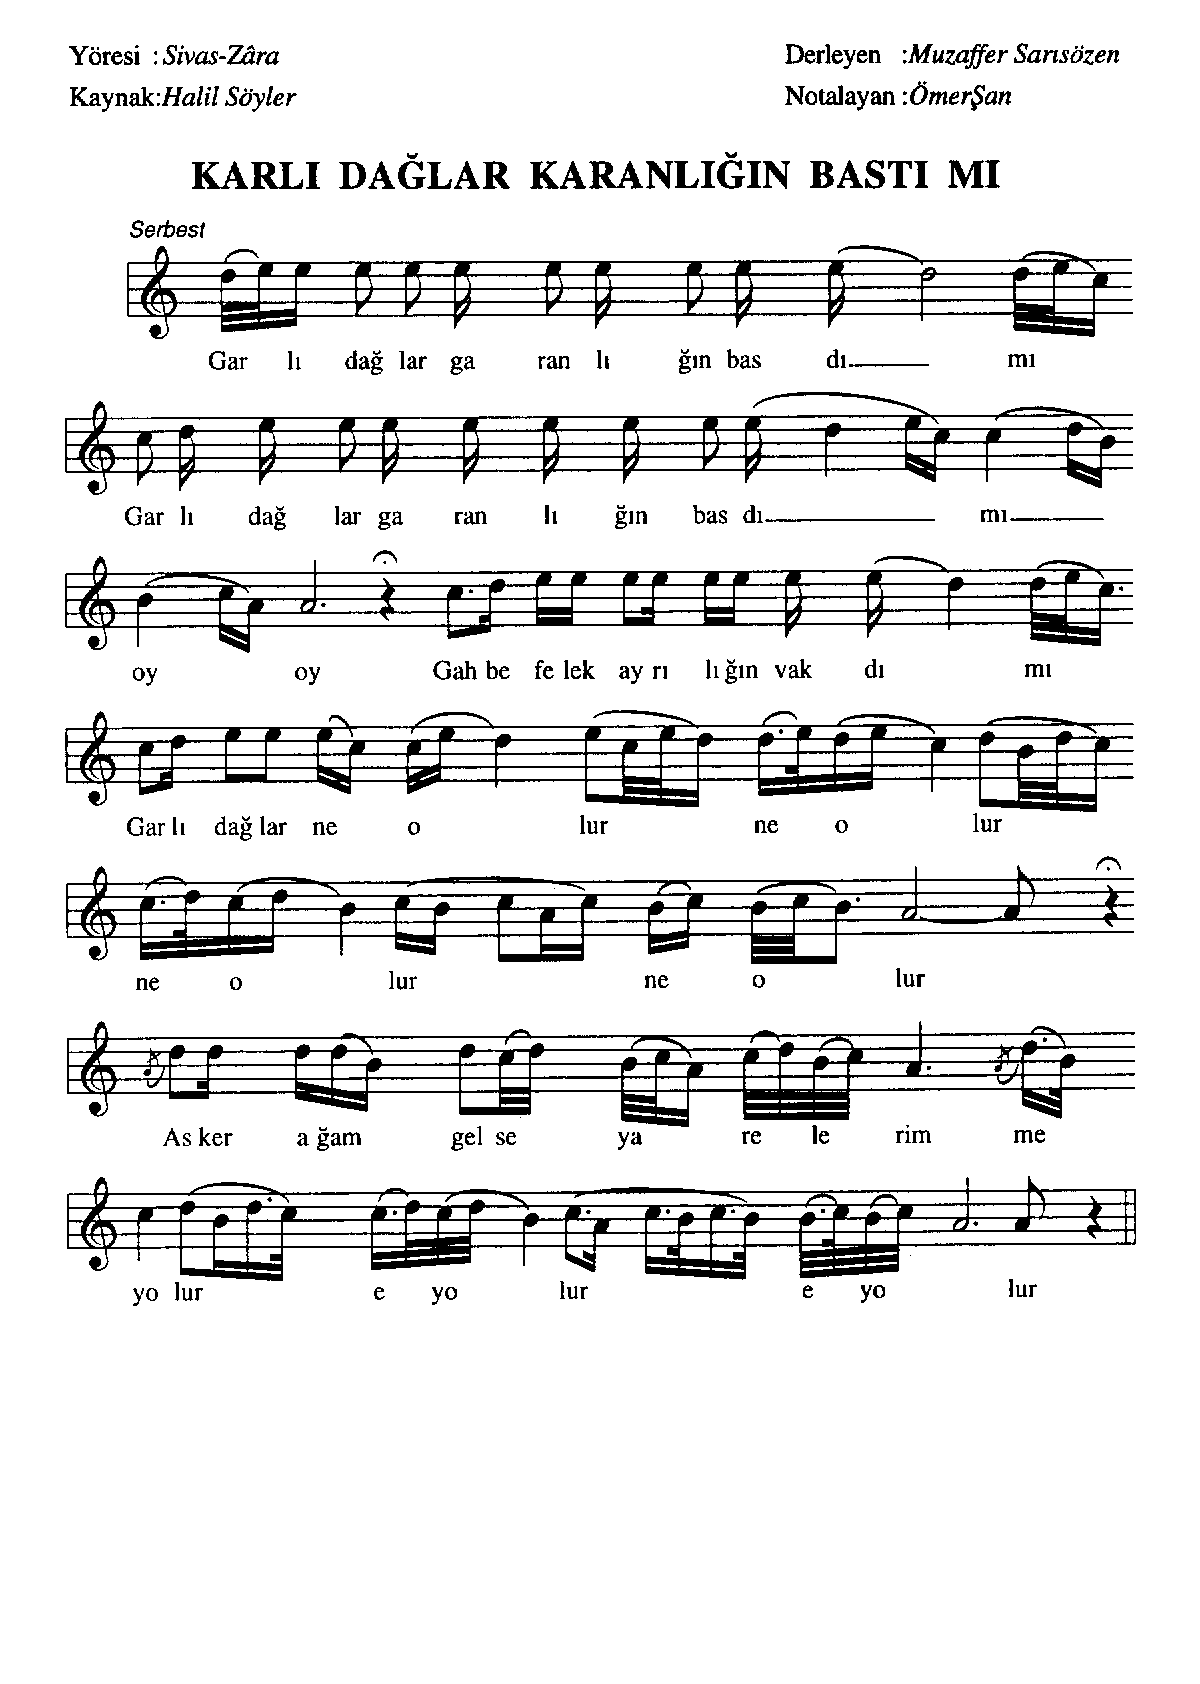 Yöresi : Sivas-Zâra Derleyen :Muzaffer Sarısözen
Kaynak:Halil Söyler Notalayan :ÖmerŞan
KARLI DAĞLAR KARANLIĞIN BASTI MI
Serbest
Gar lı dağ lar ga ran lı ğın bas dı mı
Gar lı dağ lar ga ran lı ğın bas dı mı
oy oy Gah be fe lek ay rı lı ğın vak dı mı
Gar lı dağ lar ne o lur ne o lur
ne o lur ne o lur
As ker a ğam gel se ya re le rim me
yo lur e yo lur e yo lur